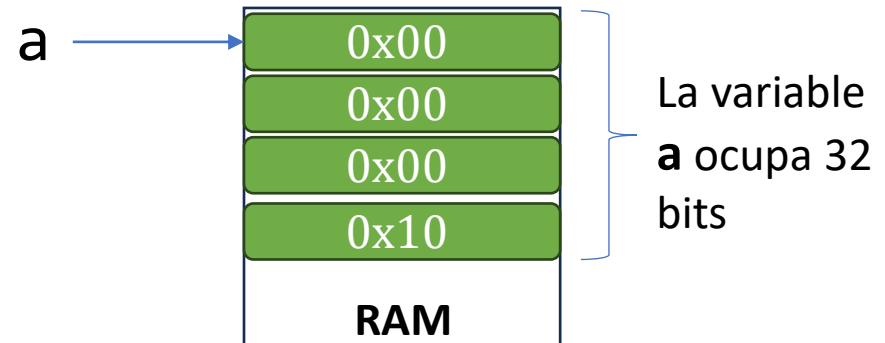 a
0x00
0x00
0x00
0x10
La variable
a ocupa 32
bits
RAM